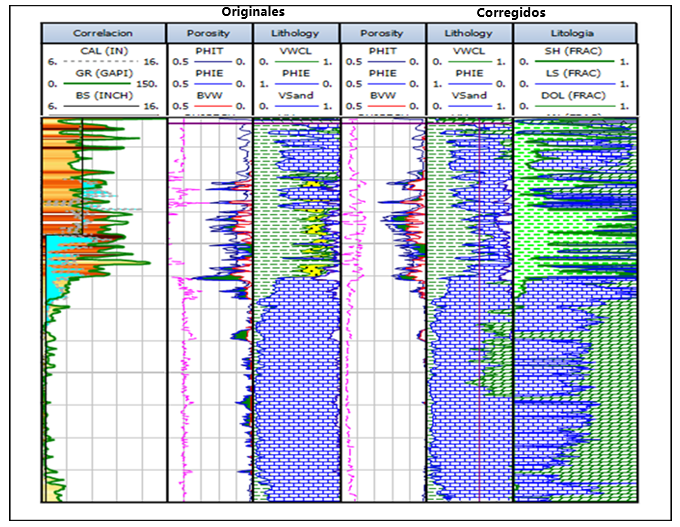 Originales Corregidos
Correlacion Porosity Lithology Porosity Lithology Litologia
CAL (IN) PHIT VWCL PHIT VWCL SH (FRAC)
6. 16. 0.5 0. 0. 1. 0.5 0. 0. 1. 0. 1.
GR (GAPI) PHIE PHIE PHIE PHIE LS (FRAC)
0. 150. 0.5 0. 1. 0. 0.5 0. 1. 0. 0. 1.
BS (INCH) BVW VSand BVW VSand DOL (FRAC)
6. 16. 0.5 0. 0. 1. 0.5 0. 0. 1. 0. 1.